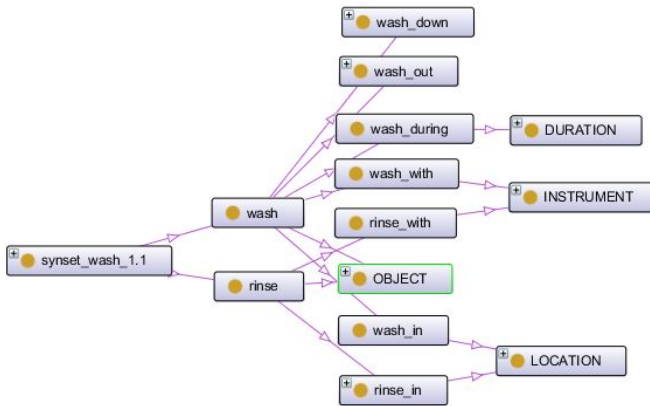 wash_down
wash_out
wash_during
DURATION
wash_with
INSTRUMENT
wash
rinse_with
synset_wash_1.1
rinse
OBJECT
wash_in
LOCATION
rinse_in